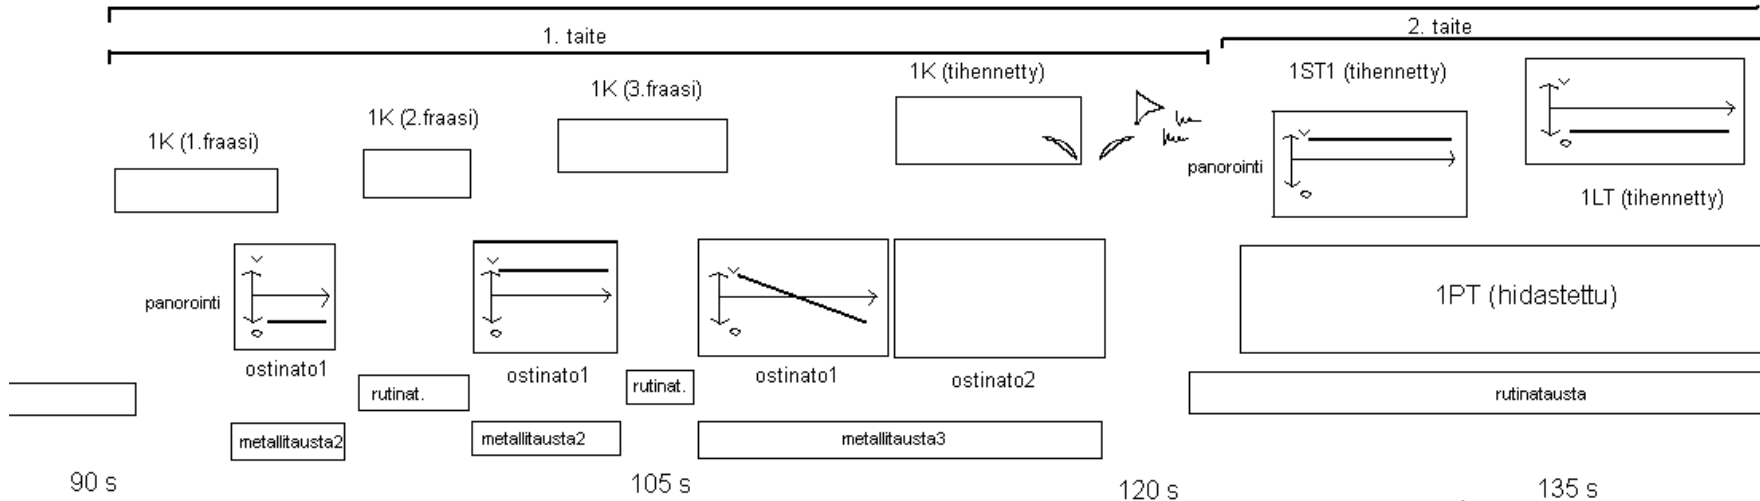 1. taite
2. taite
1K (1.fraasi)
1K (2.fraasi)
1K (3.fraasi)
1K (tihennetty)
1ST1 (tihennetty)
v
o
panorointi
v
o
1LT (tihennetty)
panorointi
v
o
ostinato1
v
o
ostinato1
v
o
ostinato1
ostinato2
1PT (hidastettu)
rutinat.
rutinat.
rutinatausta
metallitausta2
metallitausta2
metallitausta3
90 s
105 s
120 s
135 s